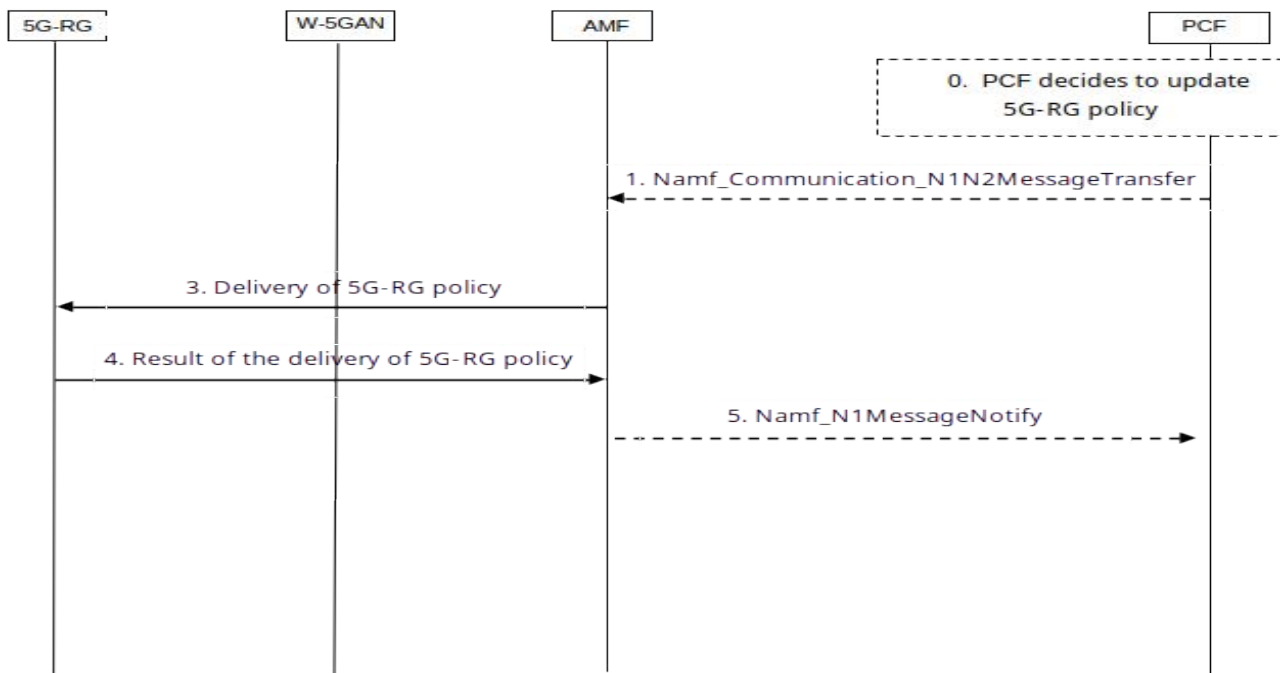 5G-RG
W-5GAN
AMF
PCF
0. PCF decides to update
5G-RG policy
1. Namf_Communication_N1N2MessageTransfer
3. Delivery of 5G-RG policy
4. Result of the delivery of 5G-RG policy
5. Namf_N1MessageNotify